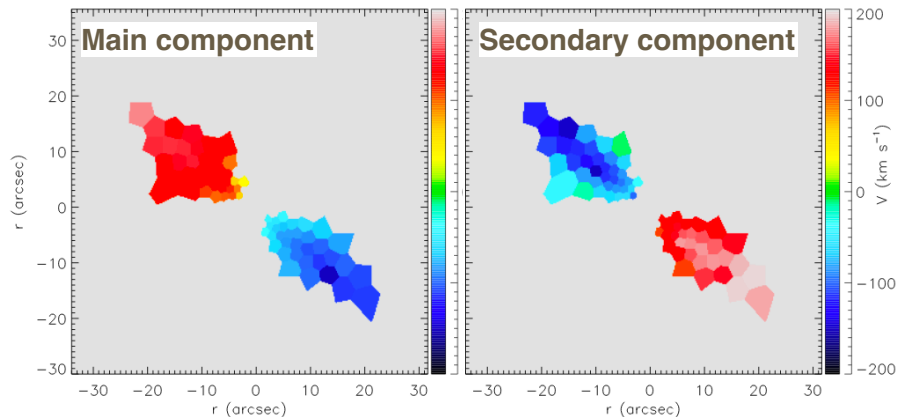 Main component
Secondary component
30
20
10
0
−10
−20
−30
r (arcsec)
−30 −20 −10 0 10 20 30
r (arcsec)
−30 −20 −10 0 10 20 30
r (arcsec)
200
100
0
−100
−200
V (km s⁻¹)